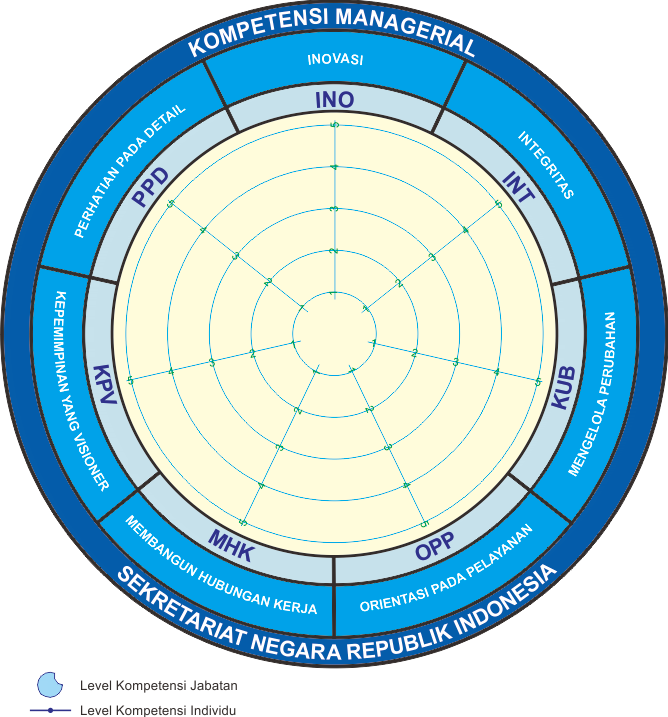 KOMPETENSI MANAGERIAL
INOVASI
INO
INTEGRITAS
INT
MENGELOLA PERUBAHAN
KUB
ORIENTASI PADA PELAYANAN
OPP
MEMBANGUN HUBUNGAN KERJA
MHK
KEPEMIMPINAN YANG VISIONER
KPV
PERHATIAN PADA DETAIL
PPD
5
4
3
2
1
5
4
3
2
1
5
4
3
2
1
5
4
3
2
1
5
4
3
2
1
5
4
3
2
1
5
4
3
2
1
SEKRETARIAT NEGARA REPUBLIK INDONESIA
Level Kompetensi Jabatan
Level Kompetensi Individu